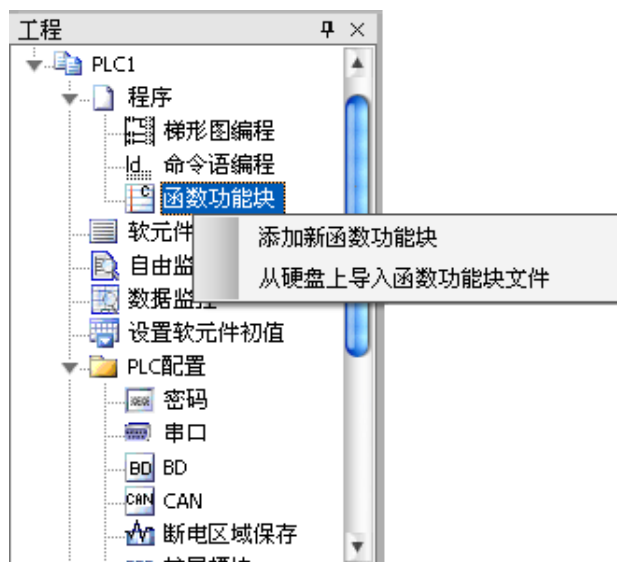 工程
PLC1
程序
梯形图编程
命令语编程
函数功能块
添加新函数功能块
从硬盘上导入函数功能块文件
软元件
自由监
数据监控
设置软元件初值
PLC配置
密码
串口
BD
CAN
断电区域保存